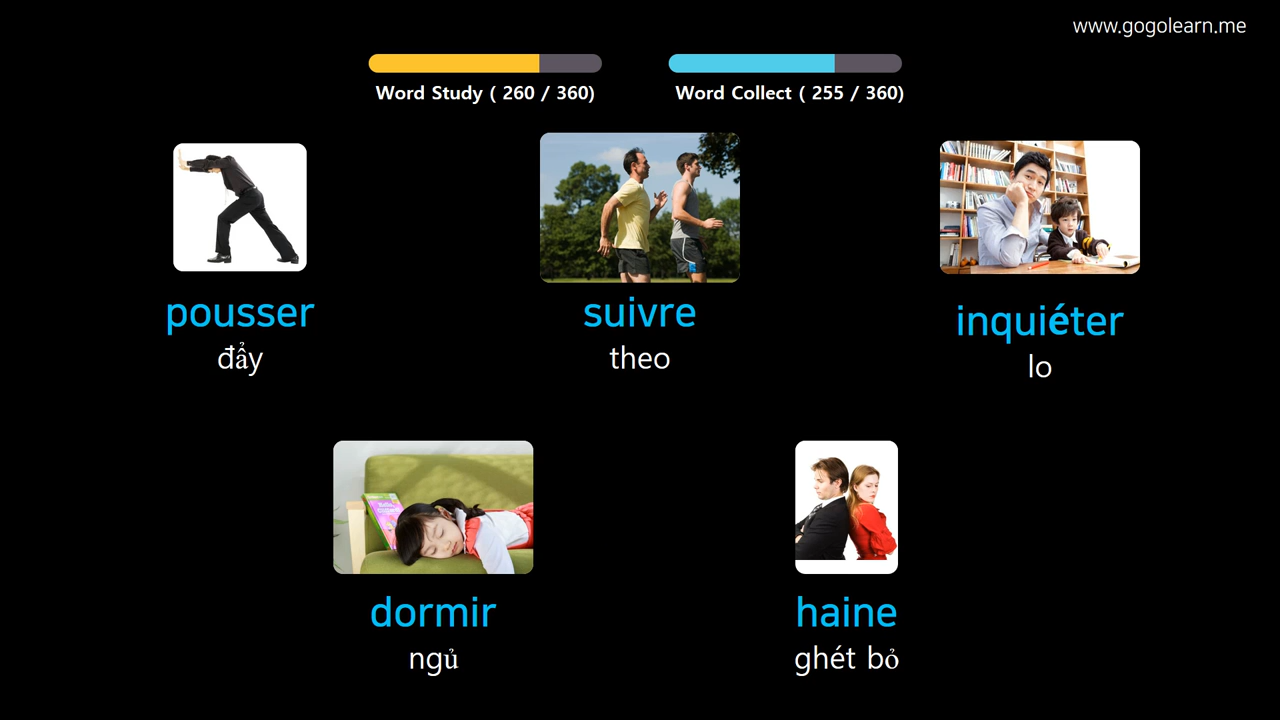 www.gogolearn.me
Word Study ( 260 / 360)
Word Collect ( 255 / 360)
pousser
đẩy
suivre
theo
inquiéter
lo
dormir
ngủ
haine
ghét bỏ